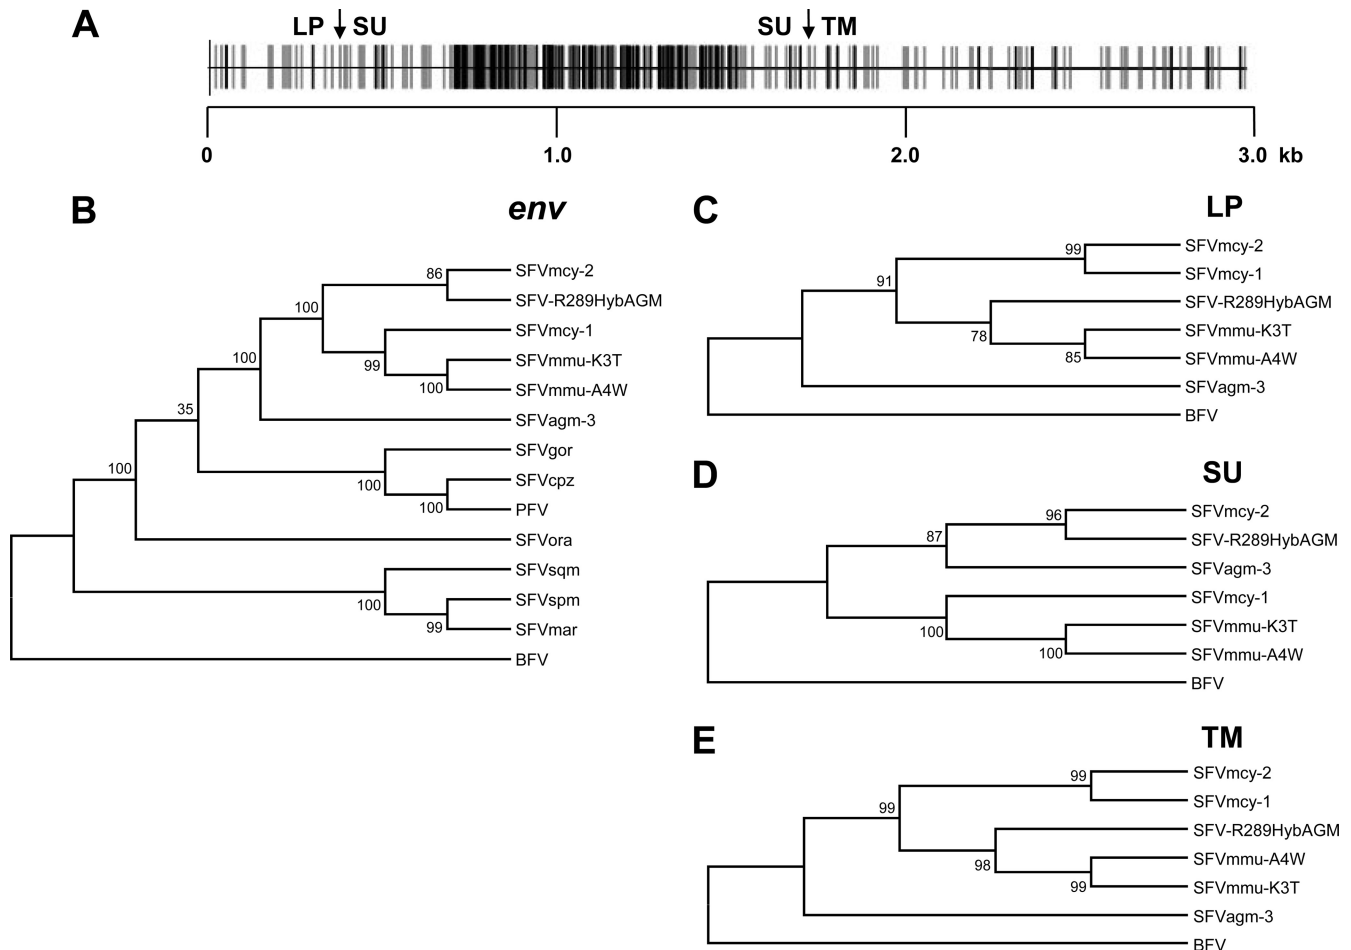 A
LP SU
SU TM
0 1.0 2.0 3.0 kb
B
env
SFVmcy-2
86
SFV-R289HybAGM
100
SFVmcy-1
100
SFVmmu-K3T
99
100
SFVmmu-A4W
35
SFVagm-3
SFVgor
100
SFVcpz
100
100
PFV
SFVora
SFVsqm
100
SFVspm
99
SFVmar
BFV
C
LP
SFVmcy-2
99
SFVmcy-1
91
SFV-R289HybAGM
78
SFVmmu-K3T
85
SFVmmu-A4W
SFVagm-3
BFV
D
SU
SFVmcy-2
96
SFV-R289HybAGM
87
SFVagm-3
SFVmcy-1
100
SFVmmu-K3T
100
SFVmmu-A4W
BFV
E
TM
SFVmcy-2
99
SFVmcy-1
99
SFV-R289HybAGM
98
SFVmmu-A4W
99
SFVmmu-K3T
SFVagm-3
BFV